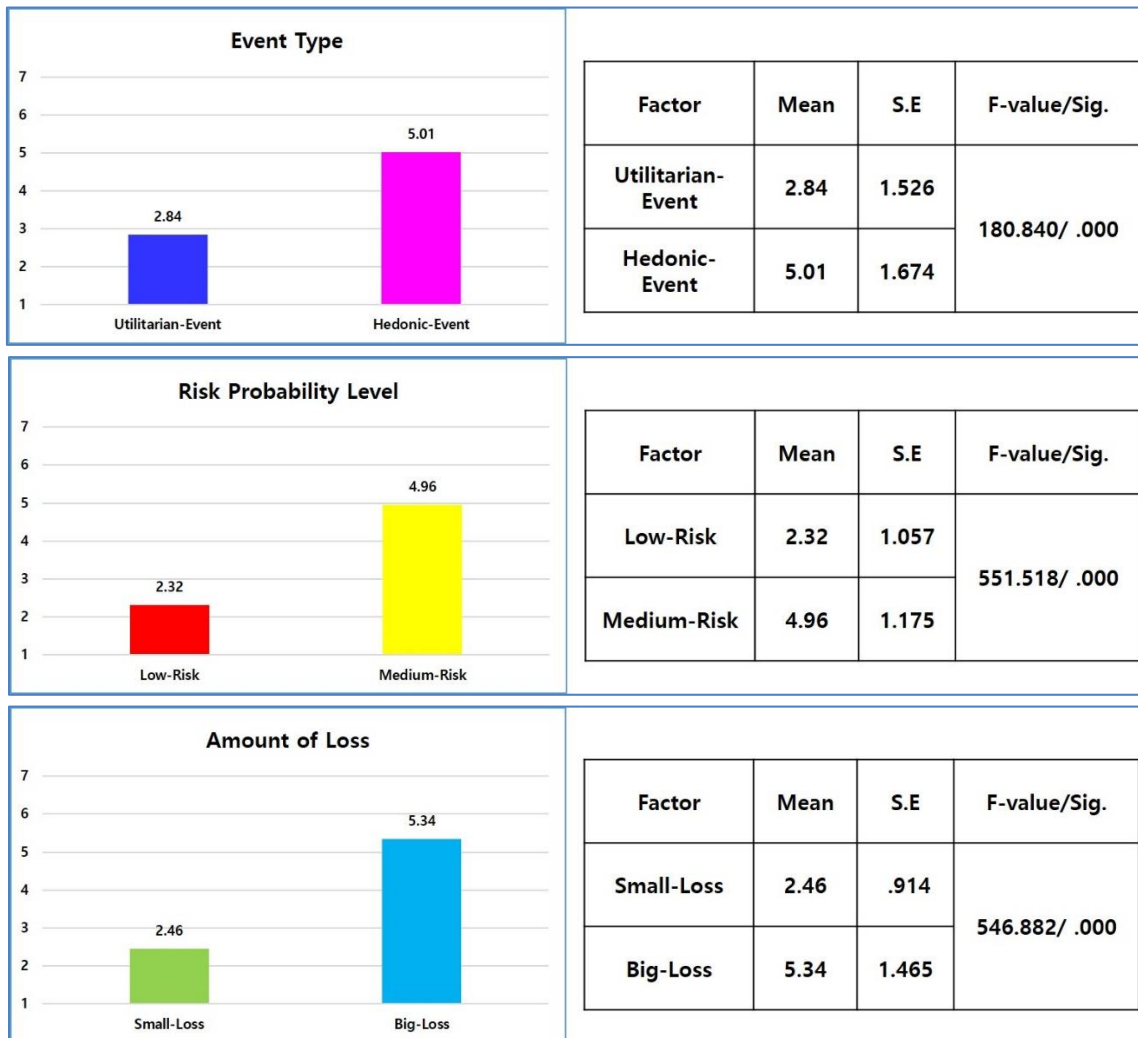 Event Type
7
6
5
4
3
2
1
2.84
5.01
Utilitarian-Event
Hedonic-Event
Factor
Mean
S.E
F-value/Sig.
Utilitarian-
Event
2.84
1.526
180.840/ .000
Hedonic-
Event
5.01
1.674
Risk Probability Level
7
6
5
4
3
2
1
2.32
4.96
Low-Risk
Medium-Risk
Factor
Mean
S.E
F-value/Sig.
Low-Risk
2.32
1.057
551.518/ .000
Medium-Risk
4.96
1.175
Amount of Loss
7
6
5
4
3
2
1
2.46
5.34
Small-Loss
Big-Loss
Factor
Mean
S.E
F-value/Sig.
Small-Loss
2.46
.914
546.882/ .000
Big-Loss
5.34
1.465